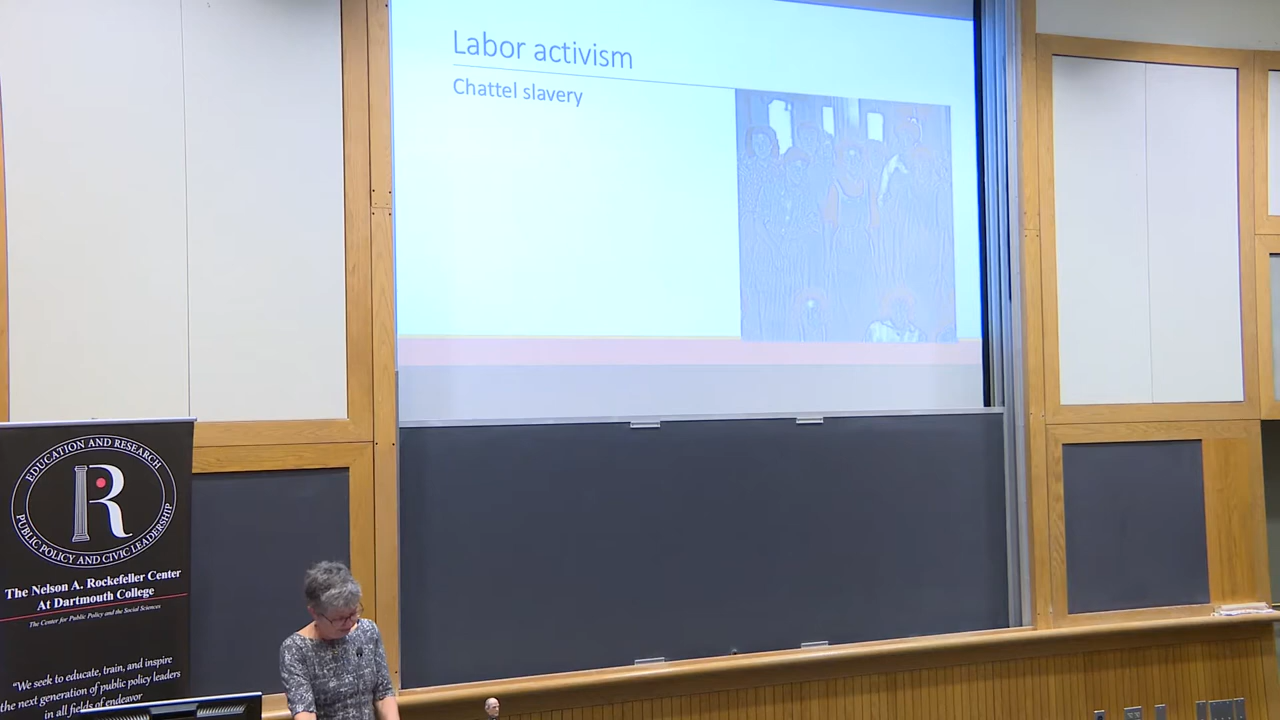 Labor activism
Chattel slavery
EDUCATION AND RESEARCH
R
PUBLIC POLICY AND CIVIC LEADERSHIP
The Nelson A. Rockefeller Center
At Dartmouth College
The Center for Public Policy and the Social Sciences
"We seek to educate, train, and inspire
the next generation of public policy leaders
in all fields of endeavor